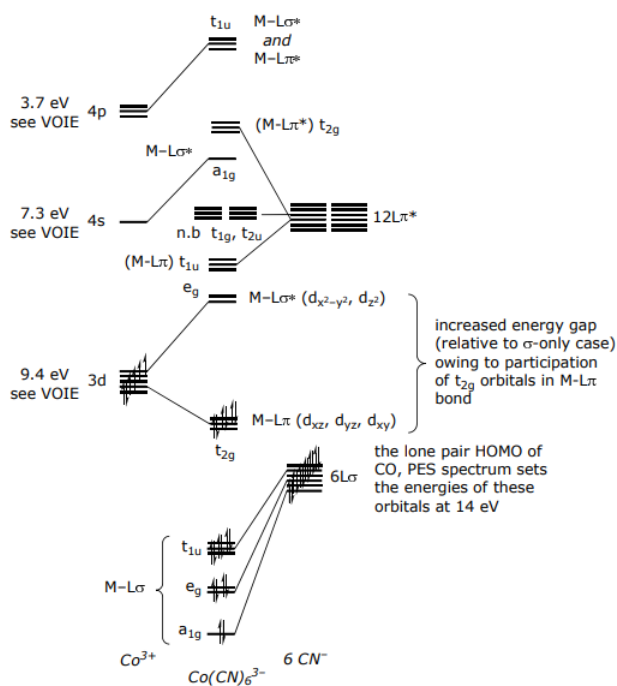 t1u M–Lσ*
and
M–Lπ*
3.7 eV
see VOIE
4p
(M-Lπ*) t2g
M–Lσ*
a1g
7.3 eV
see VOIE
4s
12Lπ*
n.b t1g, t2u
(M-Lπ) t1u
eg
M–Lσ* (dx²–y², dz²)
increased energy gap
(relative to σ-only case)
owing to participation
of t2g orbitals in M-Lπ
bond
9.4 eV
see VOIE
3d
M–Lπ (dxz, dyz, dxy)
t2g
the lone pair HOMO of
CO, PES spectrum sets
the energies of these
orbitals at 14 eV
6Lσ
t1u
M–Lσ
eg
a1g
Co3+
Co(CN)6³⁻
6 CN⁻